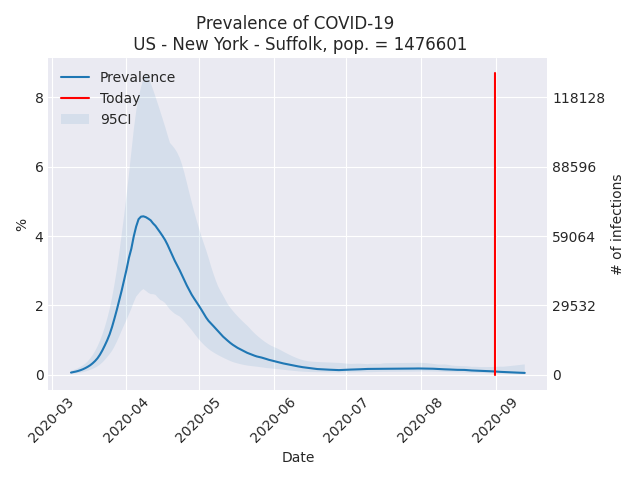 Prevalence of COVID-19
US - New York - Suffolk, pop. = 1476601
Prevalence
Today
95CI
8
6
4
2
0
%
118128
88596
59064
29532
0
# of infections
2020-03
2020-04
2020-05
2020-06
2020-07
2020-08
2020-09
Date